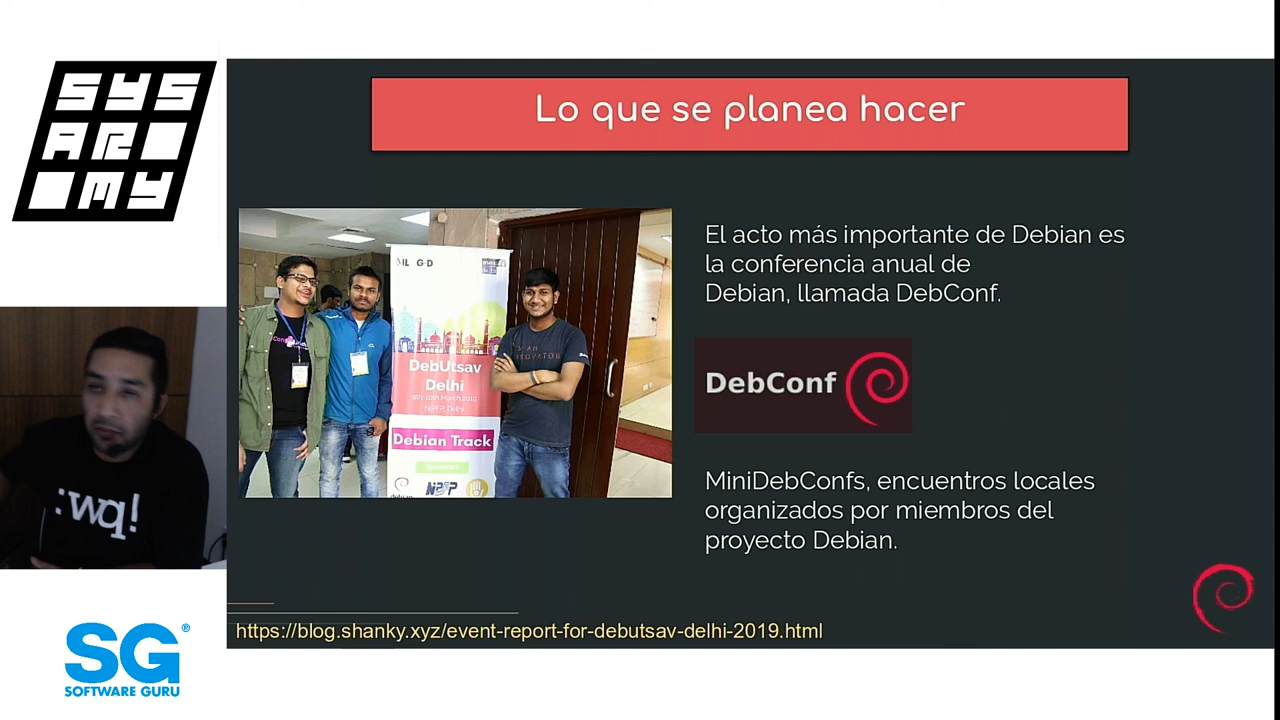 SYS
AR
MY
Lo que se planea hacer
El acto más importante de Debian es
la conferencia anual de
Debian, llamada DebConf.
DebUtsav
Delhi
Debian Track
DebConf
MiniDebConfs, encuentros locales
organizados por miembros del
proyecto Debian.
:wq!
https://blog.shanky.xyz/event-report-for-debutsav-delhi-2019.html
SG®
SOFTWARE GURU